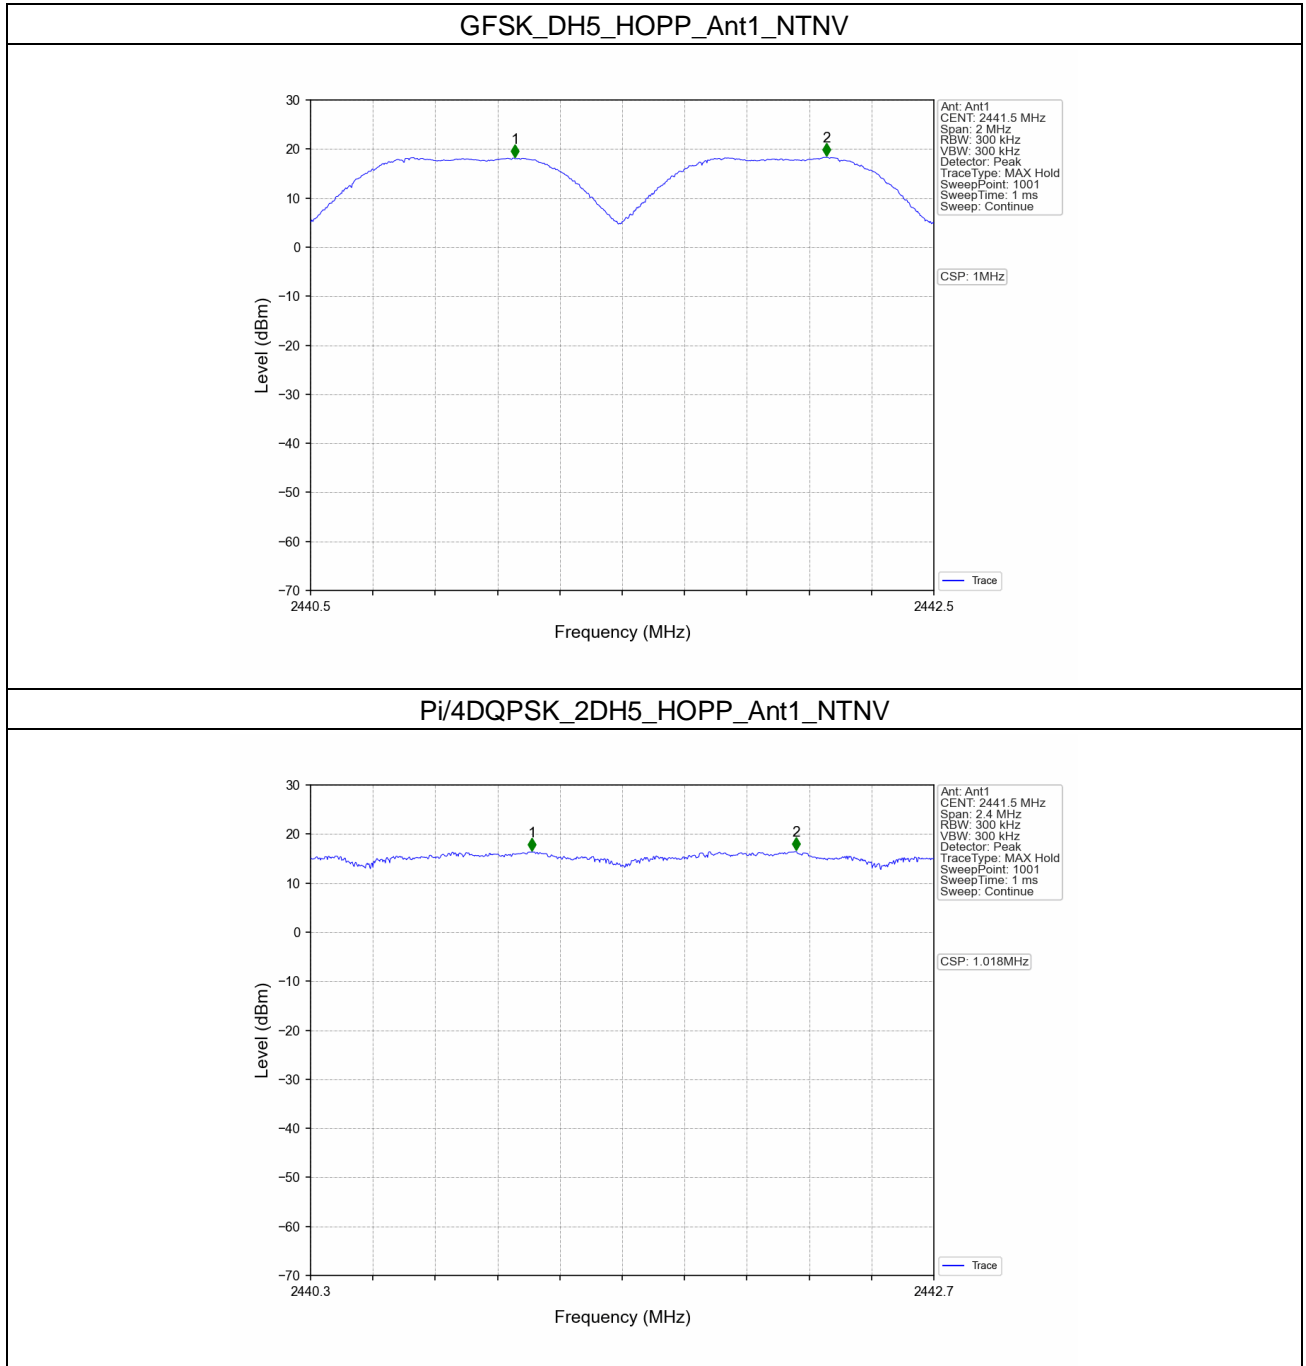 GFSK_DH5_HOPP_Ant1_NTNV
30
20
10
0
−10
−20
−30
−40
−50
−60
−70
Level (dBm)
1
2
2440.5
2442.5
Frequency (MHz)
Ant: Ant1
CENT: 2441.5 MHz
Span: 2 MHz
RBW: 300 kHz
VBW: 300 kHz
Detector: Peak
TraceType: MAX Hold
SweepPoint: 1001
SweepTime: 1 ms
Sweep: Continue
CSP: 1MHz
Trace
Pi/4DQPSK_2DH5_HOPP_Ant1_NTNV
30
20
10
0
−10
−20
−30
−40
−50
−60
−70
Level (dBm)
1
2
2440.3
2442.7
Frequency (MHz)
Ant: Ant1
CENT: 2441.5 MHz
Span: 2.4 MHz
RBW: 300 kHz
VBW: 300 kHz
Detector: Peak
TraceType: MAX Hold
SweepPoint: 1001
SweepTime: 1 ms
Sweep: Continue
CSP: 1.018MHz
Trace